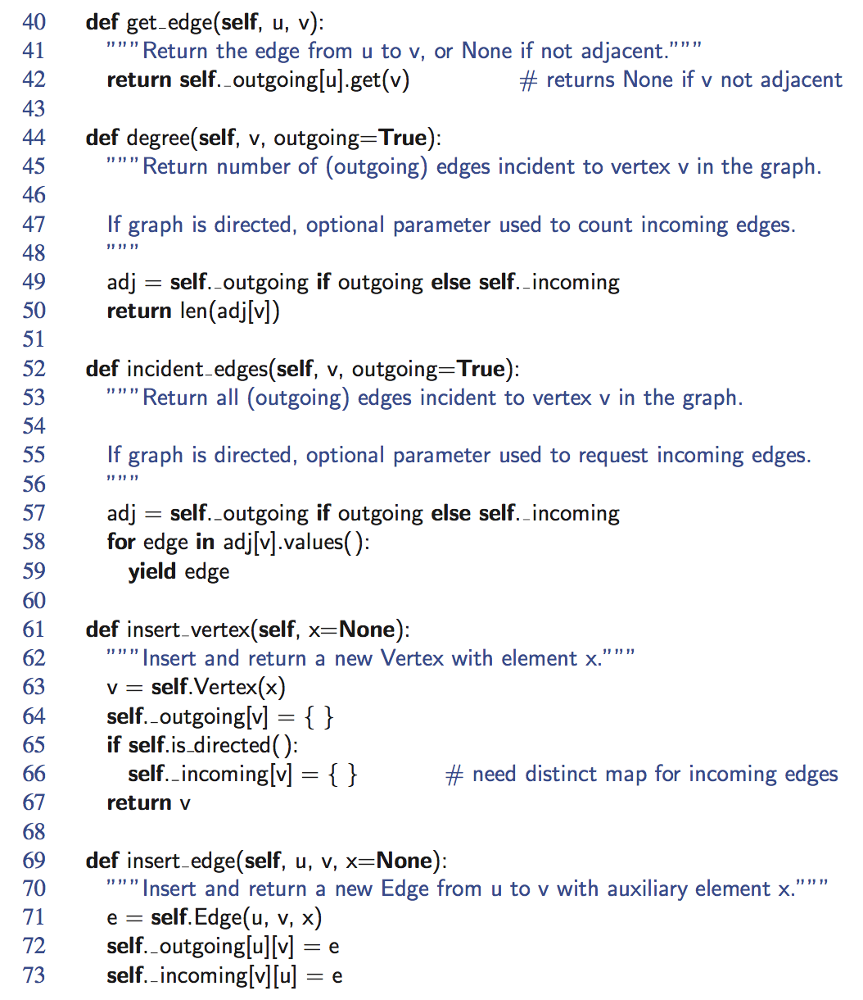 40 def get_edge(self, u, v):
41 """Return the edge from u to v, or None if not adjacent."""
42 return self._outgoing[u].get(v) # returns None if v not adjacent
43
44 def degree(self, v, outgoing=True):
45 """Return number of (outgoing) edges incident to vertex v in the graph.
46
47 If graph is directed, optional parameter used to count incoming edges.
48 """
49 adj = self._outgoing if outgoing else self._incoming
50 return len(adj[v])
51
52 def incident_edges(self, v, outgoing=True):
53 """Return all (outgoing) edges incident to vertex v in the graph.
54
55 If graph is directed, optional parameter used to request incoming edges.
56 """
57 adj = self._outgoing if outgoing else self._incoming
58 for edge in adj[v].values():
59 yield edge
60
61 def insert_vertex(self, x=None):
62 """Insert and return a new Vertex with element x."""
63 v = self.Vertex(x)
64 self._outgoing[v] = { }
65 if self.is_directed():
66 self._incoming[v] = { } # need distinct map for incoming edges
67 return v
68
69 def insert_edge(self, u, v, x=None):
70 """Insert and return a new Edge from u to v with auxiliary element x."""
71 e = self.Edge(u, v, x)
72 self._outgoing[u][v] = e
73 self._incoming[v][u] = e